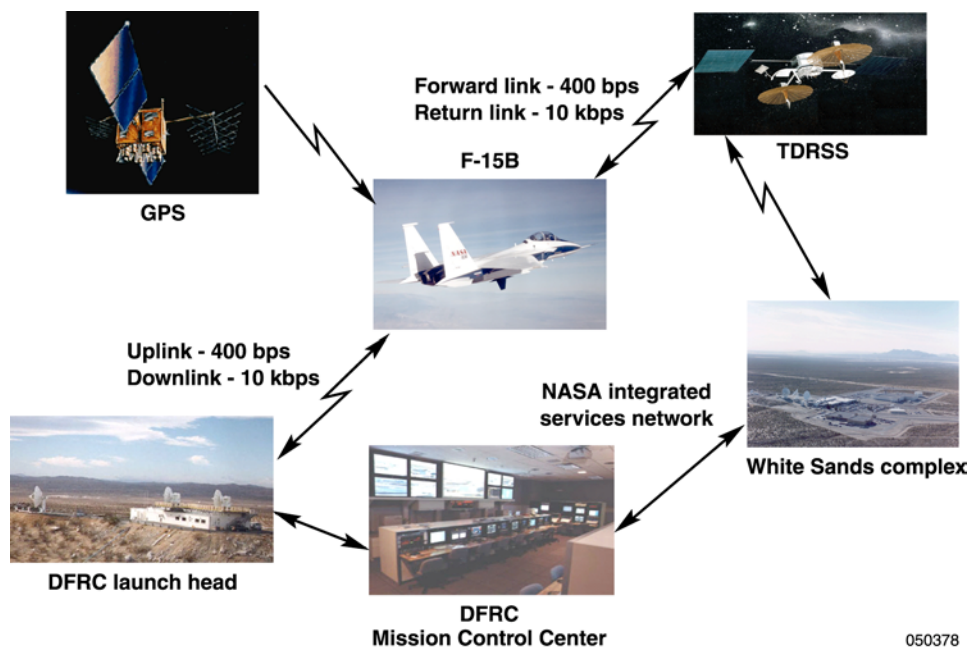 Forward link - 400 bps
Return link - 10 kbps
TDRSS
F-15B
GPS
NASA
Uplink - 400 bps
Downlink - 10 kbps
NASA integrated
services network
White Sands complex
DFRC launch head
DFRC
Mission Control Center
050378